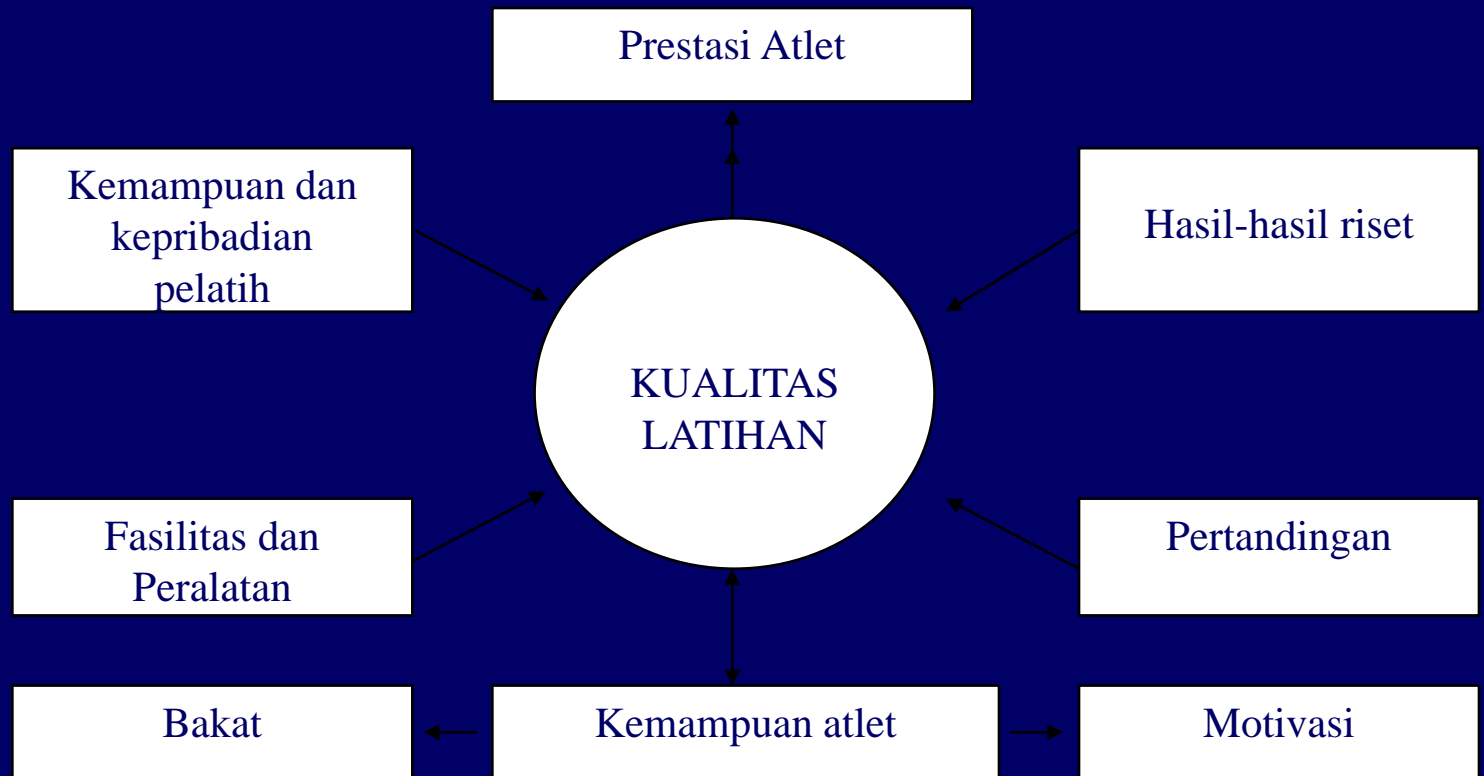 Prestasi Atlet
Kemampuan dan
kepribadian
pelatih
Hasil-hasil riset
KUALITAS
LATIHAN
Fasilitas dan
Peralatan
Pertandingan
Bakat
Kemampuan atlet
Motivasi